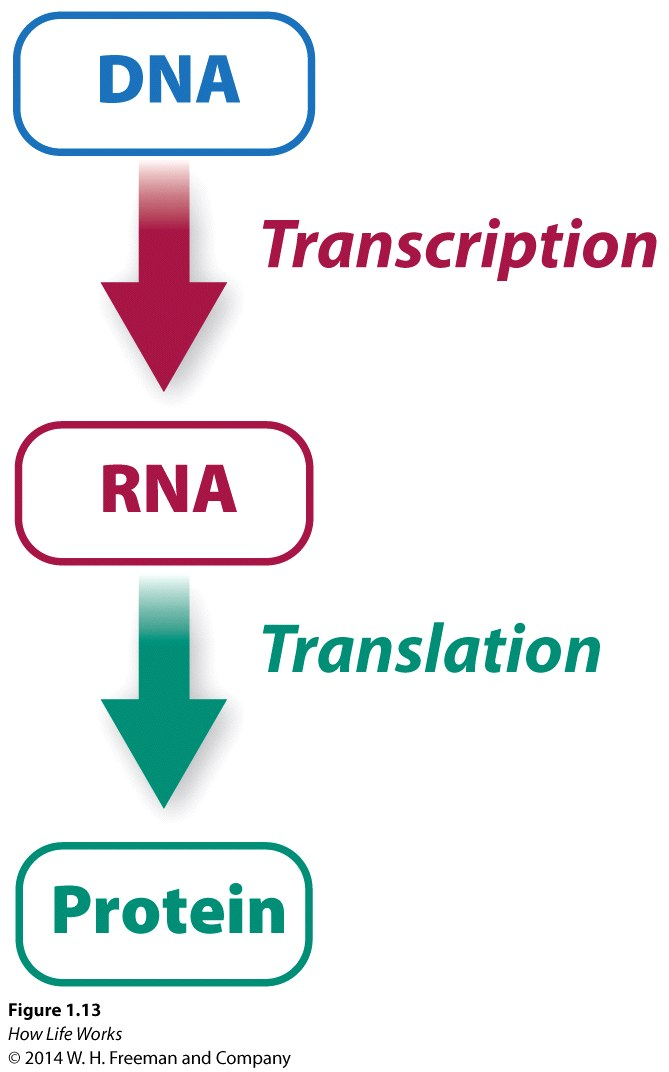 DNA
Transcription
RNA
Translation
Protein
Figure 1.13
How Life Works
© 2014 W. H. Freeman and Company